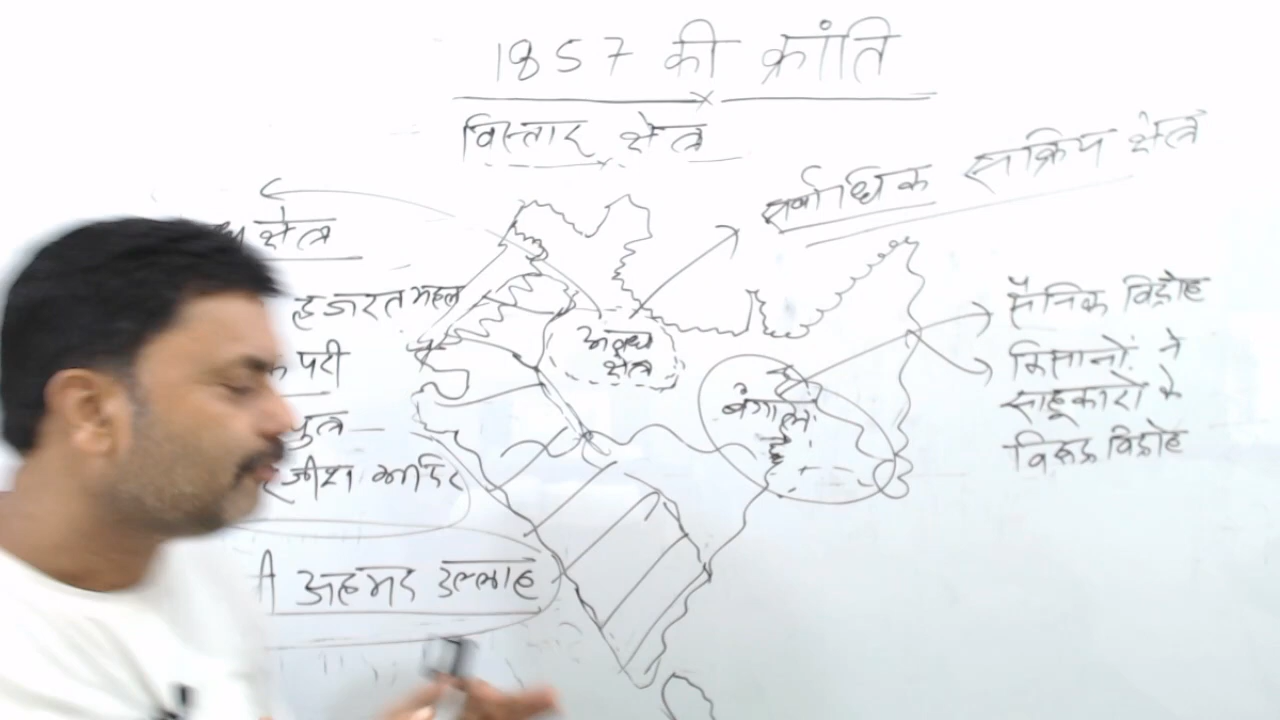 1857 की क्रांति
विस्तार क्षेत्र
सर्वाधिक सक्रिय क्षेत्र
क्षेत्र
हजरत महल
पुत्र
कादिर
अहमद उल्लाह
अवध
क्षेत्र
बंगाल
सैनिक विद्रोह
किसानों ने
साहूकारों के
विरूद्ध विद्रोह